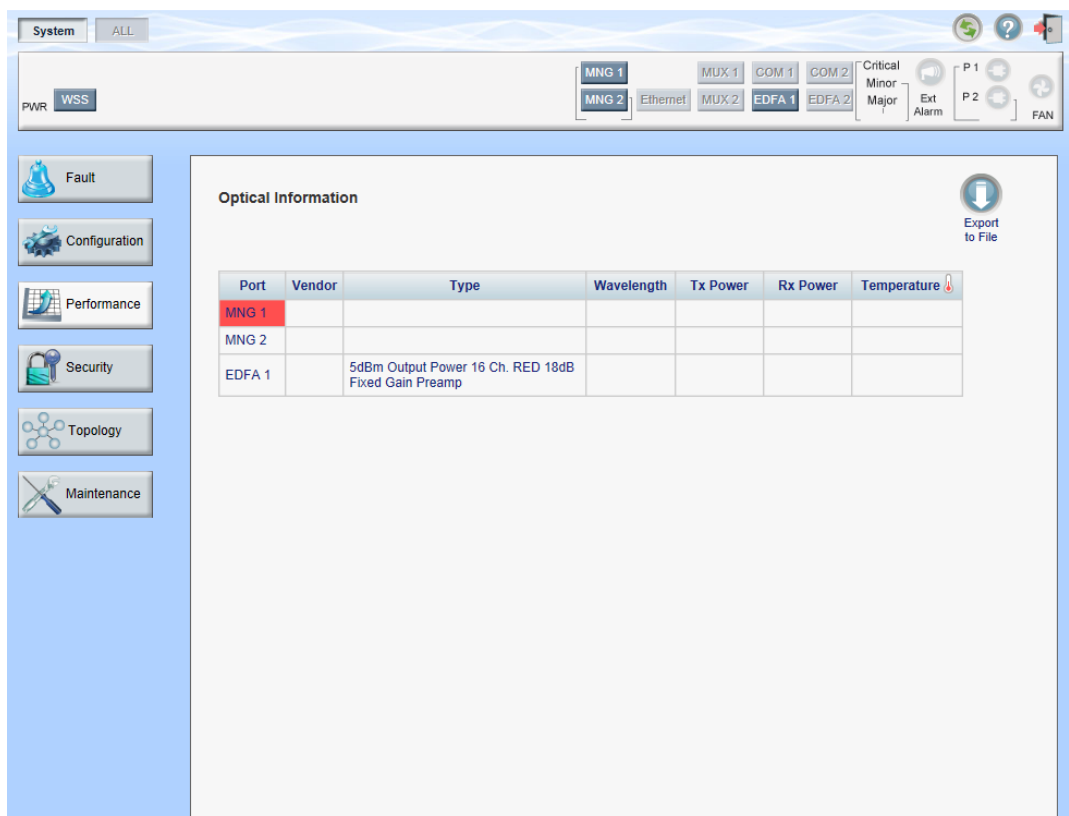 System ALL
PWR WSS
MNG 1 MUX 1 COM 1 COM 2 Critical P 1
Minor
MNG 2 Ethernet MUX 2 EDFA 1 EDFA 2 Major Ext P 2
Alarm FAN
Fault
Configuration
Performance
Security
Topology
Maintenance
Optical Information
Export
to File
Port Vendor Type Wavelength Tx Power Rx Power Temperature
MNG 1
MNG 2
EDFA 1 5dBm Output Power 16 Ch. RED 18dB
Fixed Gain Preamp